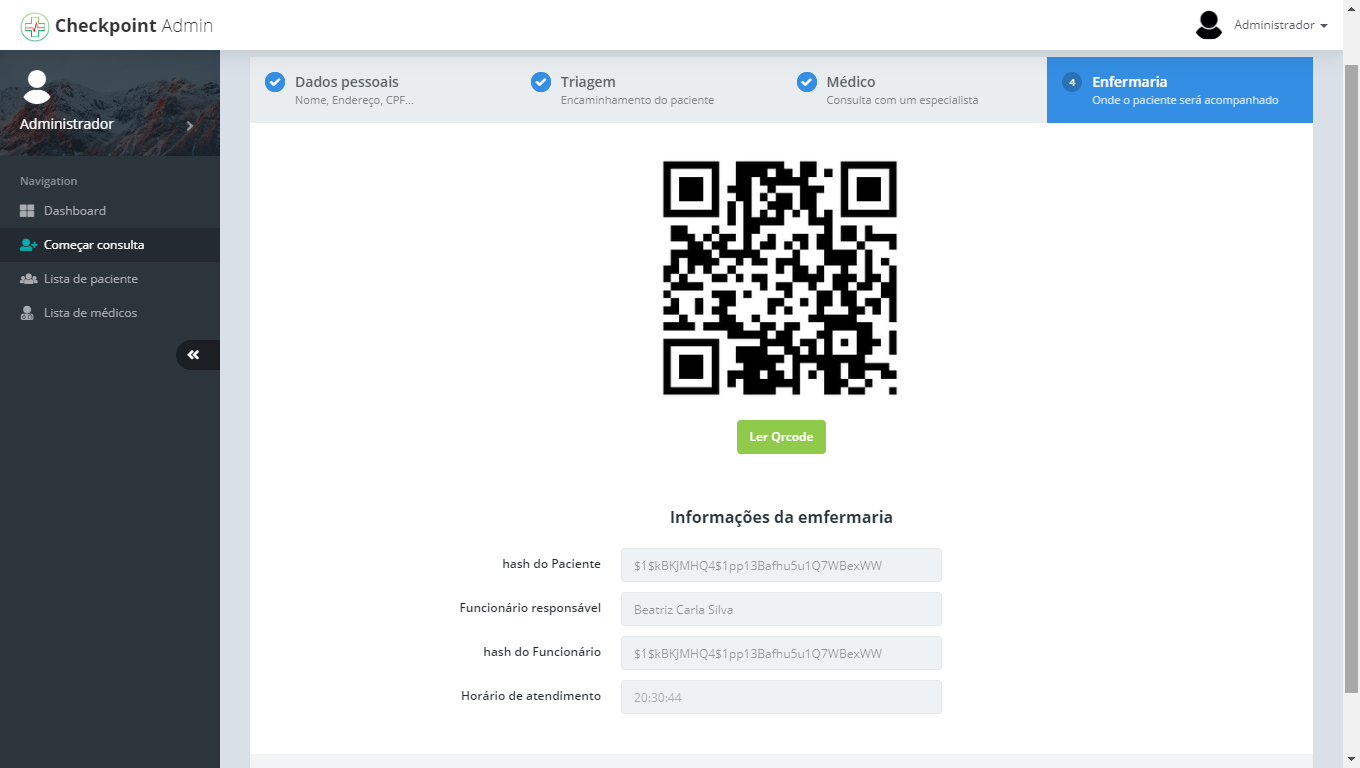 Checkpoint Admin
Administrador
Administrador
Navigation
Dashboard
Começar consulta
Lista de paciente
Lista de médicos
Dados pessoais
Nome, Endereço, CPF...
Triagem
Encaminhamento do paciente
Médico
Consulta com um especialista
4 Enfermaria
Onde o paciente será acompanhado
Ler Qrcode
Informações da emfermaria
hash do Paciente $1$kBKJMHQ4$1pp13Bafhu5u1Q7WBexWW
Funcionário responsável Beatriz Carla Silva
hash do Funcionário $1$kBKJMHQ4$1pp13Bafhu5u1Q7WBexWW
Horário de atendimento 20:30:44